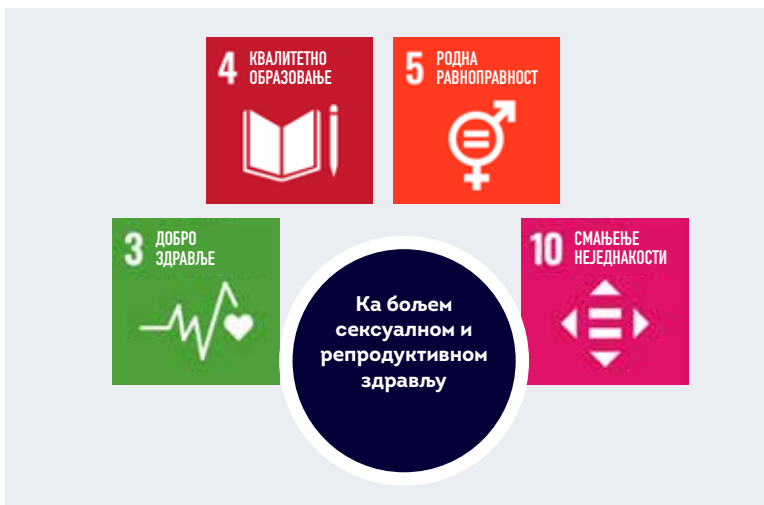 4 КВАЛИТЕТНО
ОБРАЗОВАЊЕ
5 РОДНА
РАВНОПРАВНОСТ
3 ДОБРО
ЗДРАВЉЕ
10 СМАЊЕЊЕ
НЕЈЕДНАКОСТИ
Ка бољем
сексуалном и
репродуктивном
здрављу